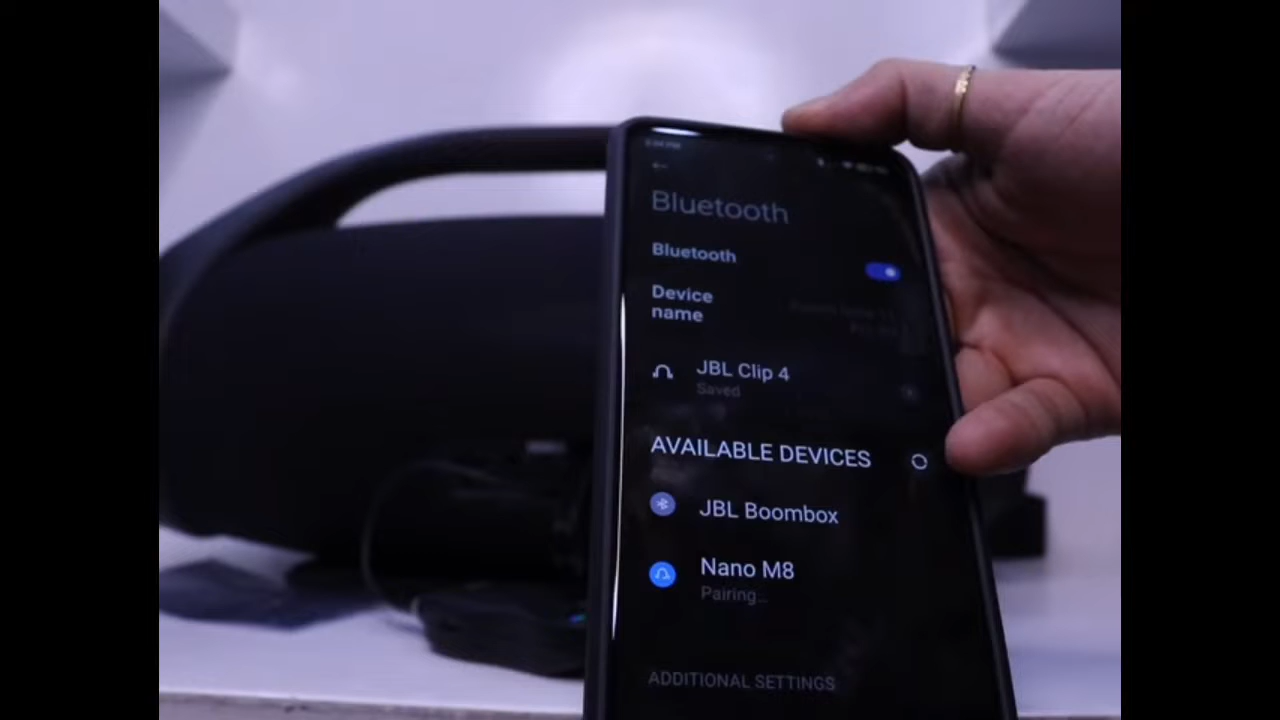 Bluetooth
Bluetooth
Device
name
JBL Clip 4
Saved
AVAILABLE DEVICES
JBL Boombox
Nano M8
Pairing...
ADDITIONAL SETTINGS